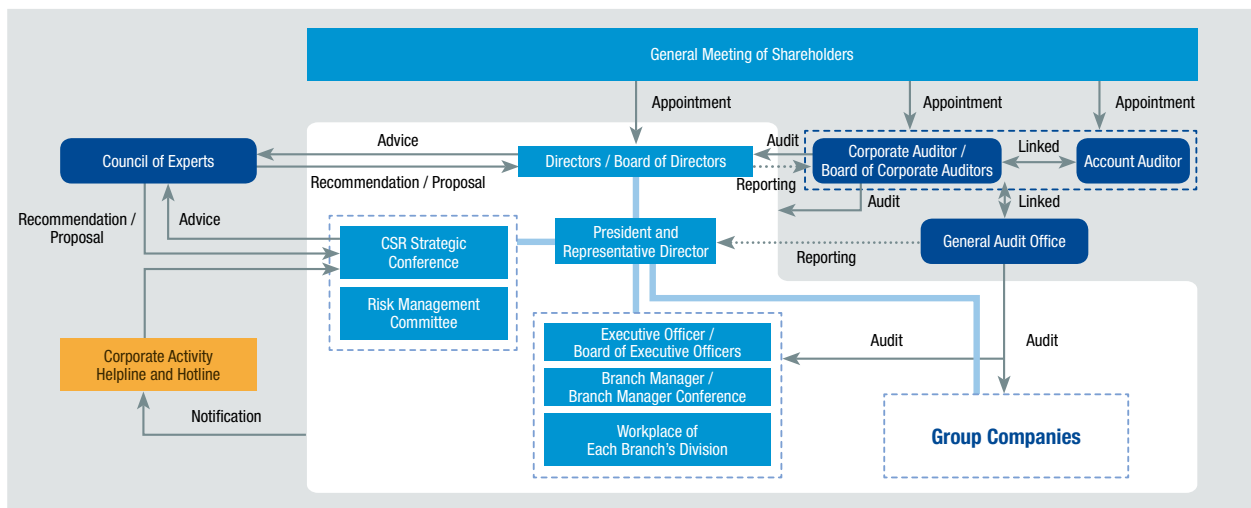 General Meeting of Shareholders
Appointment
Appointment
Appointment
Council of Experts
Advice
Recommendation / Proposal
Directors / Board of Directors
Audit
Reporting
Corporate Auditor /
Board of Corporate Auditors
Linked
Account Auditor
Audit
Linked
Recommendation /
Proposal
Advice
CSR Strategic
Conference
President and
Representative Director
Reporting
General Audit Office
Risk Management
Committee
Corporate Activity
Helpline and Hotline
Notification
Executive Officer /
Board of Executive Officers
Branch Manager /
Branch Manager Conference
Workplace of
Each Branch’s Division
Audit
Audit
Group Companies